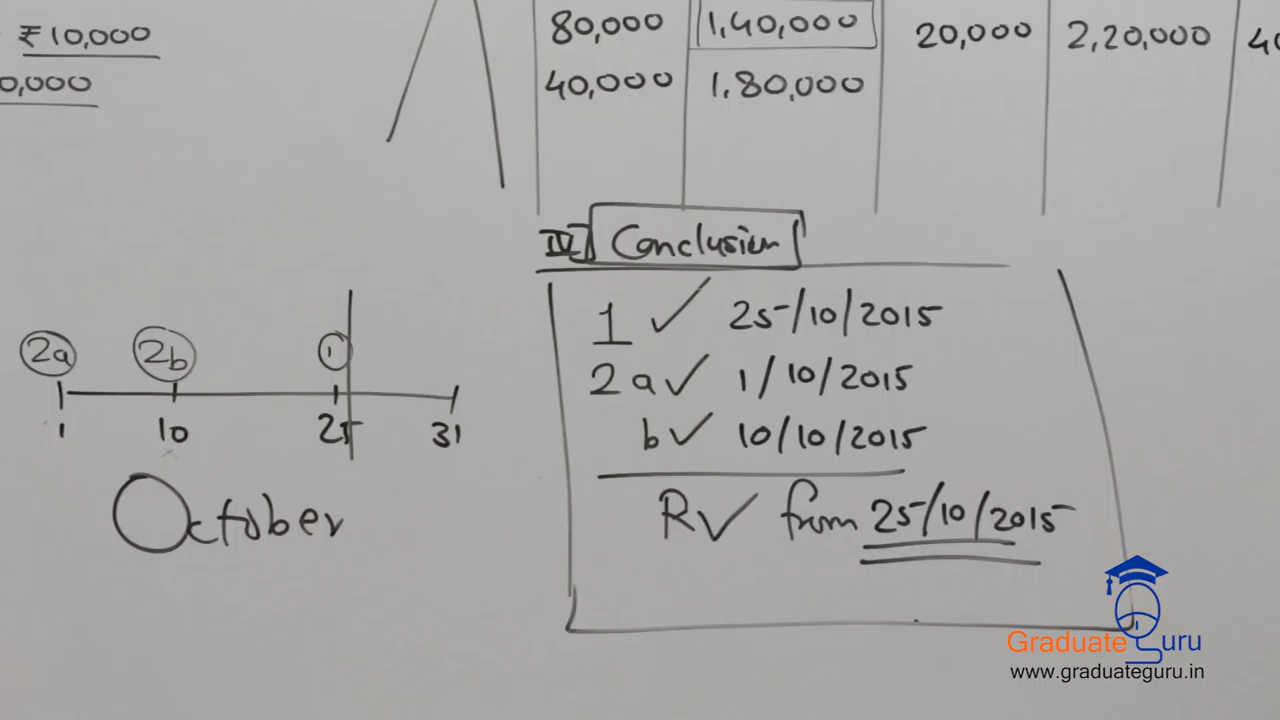 ₹10,000
0,000
80,000 1,40,000 20,000 2,20,000 40
40,000 1,80,000
IV] Conclusion
1 ✓ 25/10/2015
2a ✓ 1/10/2015
b ✓ 10/10/2015
R ✓ from 25/10/2015
2a 2b 1
1 10 25 31
October
GraduateGuru
www.graduateguru.in